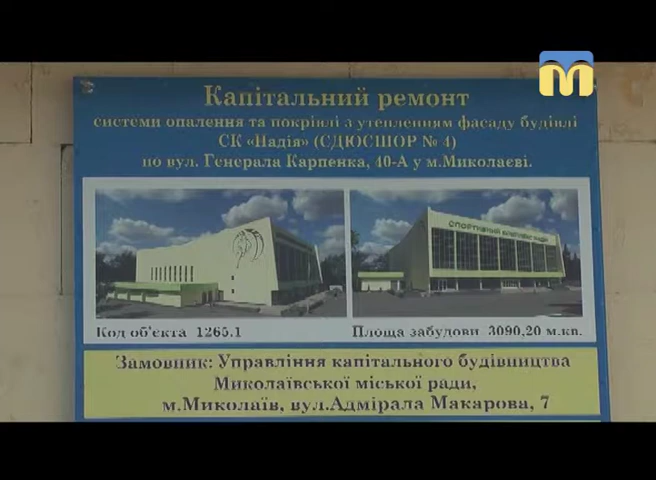 Капітальний ремонт
системи опалення та покрівлі з утепленням фасаду будівлі
СК «Надія» (СДЮСШОР № 4)
по вул. Генерала Карпенка, 40-А у м.Миколаєві.
СПОРТИВНИЙ КОМПЛЕКС НАДІЯ
Код об'єкта 1265.1
Площа забудови 3090,20 м.кв.
Замовник: Управління капітального будівництва
Миколаївської міської ради,
м.Миколаїв, вул.Адмірала Макарова, 7